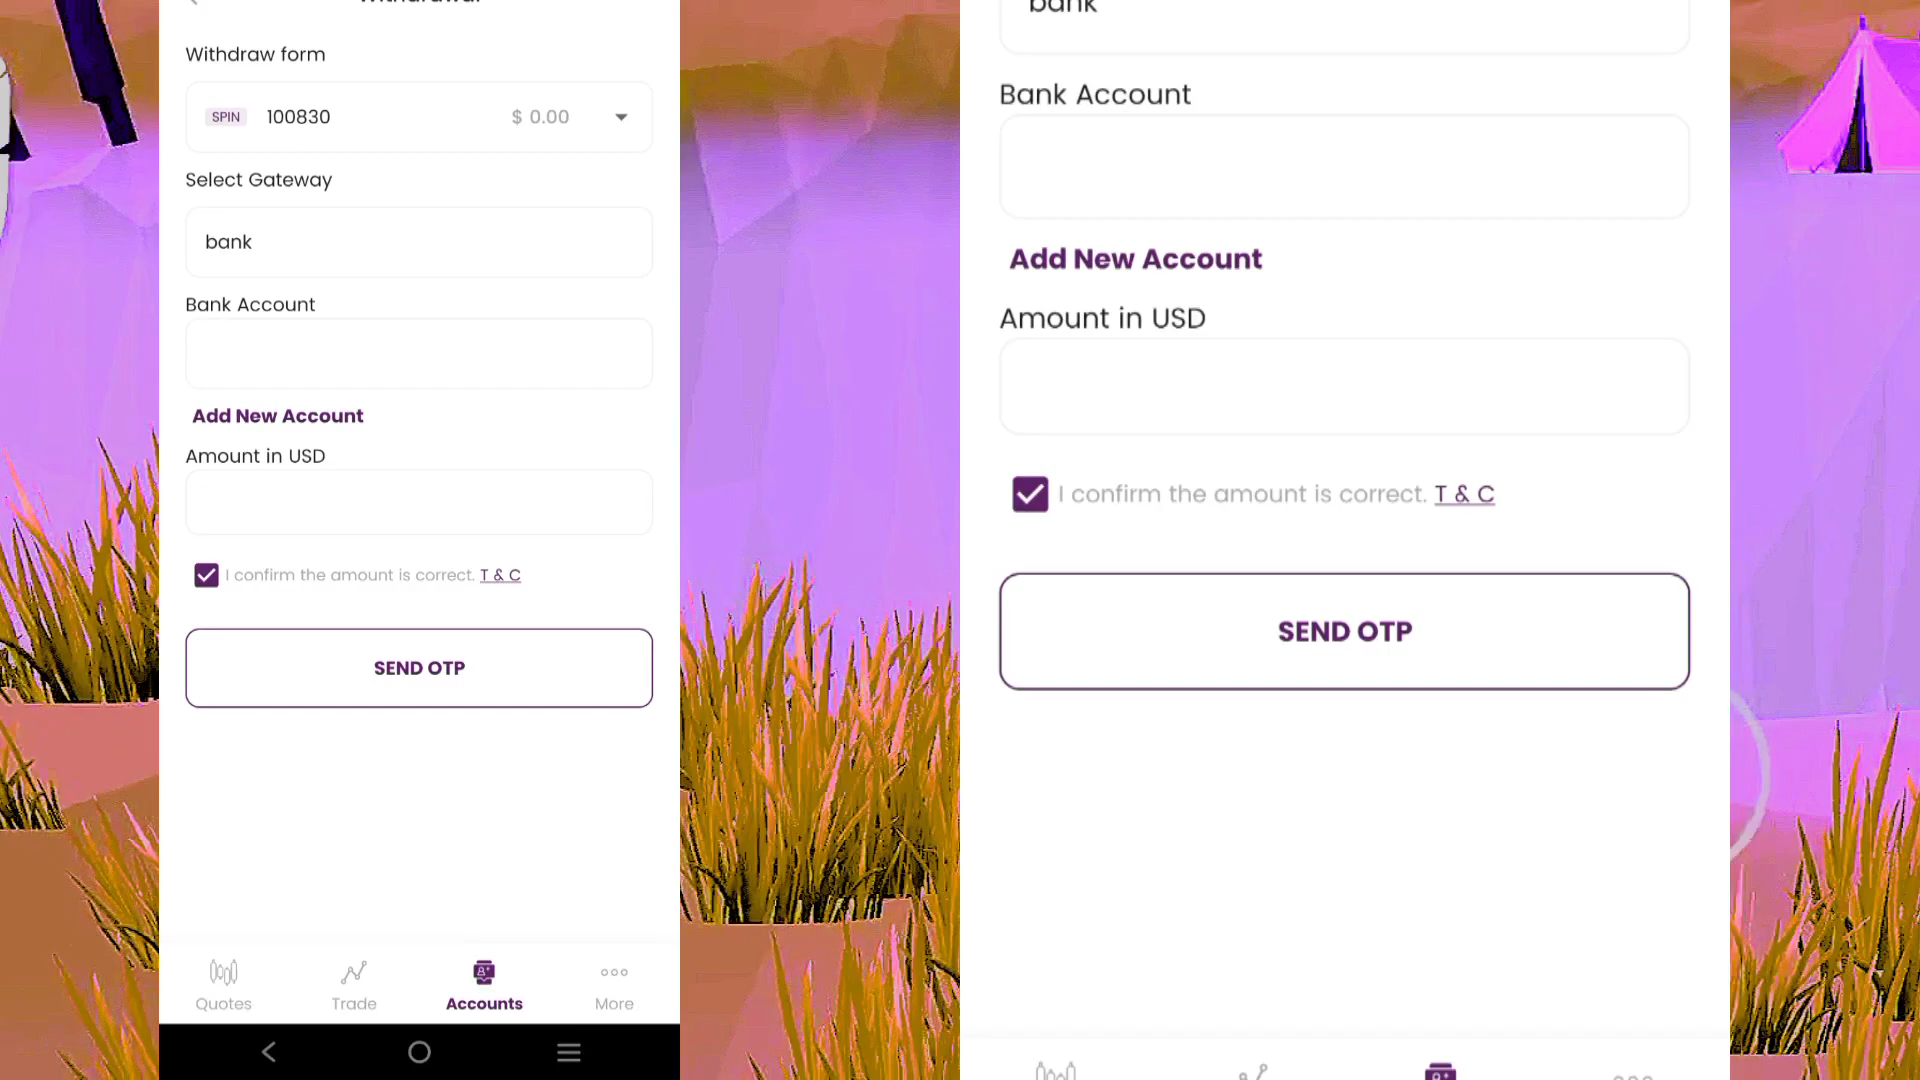 Withdrawal
Withdraw form
SPIN 100830 $ 0.00
Select Gateway
bank
Bank Account
Add New Account
Amount in USD
I confirm the amount is correct. T & C
SEND OTP
Quotes Trade Accounts More
bank
Bank Account
Add New Account
Amount in USD
I confirm the amount is correct. T & C
SEND OTP